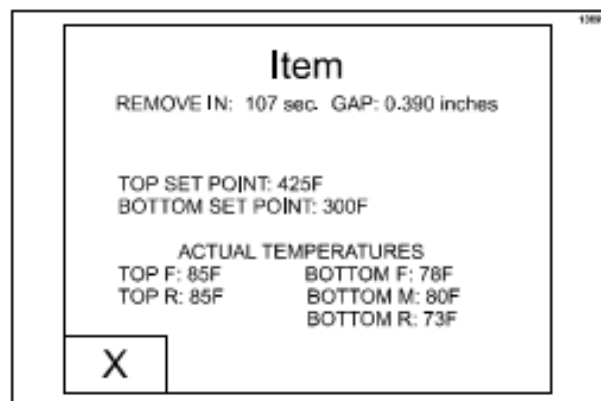 Item
REMOVE IN: 107 sec. GAP: 0.390 inches
TOP SET POINT: 425F
BOTTOM SET POINT: 300F
ACTUAL TEMPERATURES
TOP F: 85F BOTTOM F: 78F
TOP R: 85F BOTTOM M: 80F
BOTTOM R: 73F
X